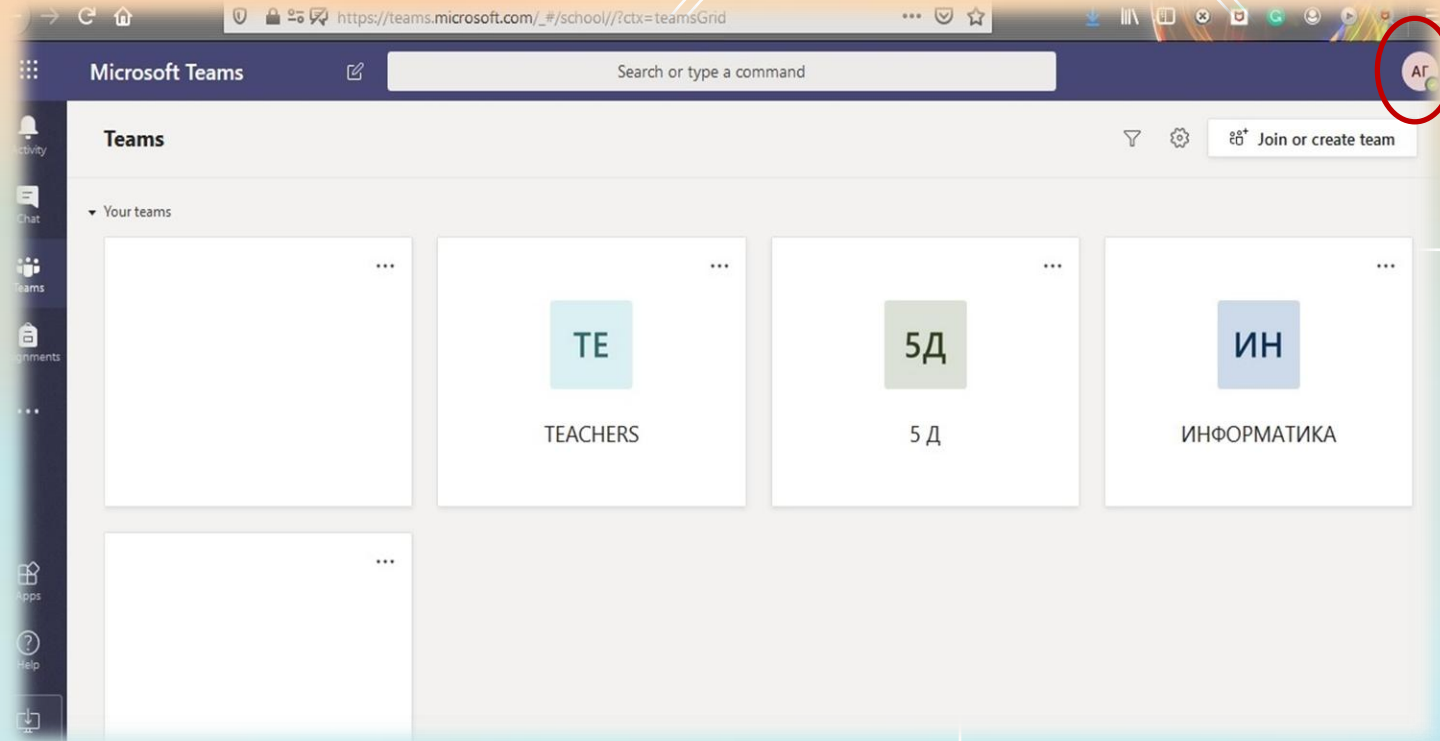 https://teams.microsoft.com/_#/school//?ctx=teamsGrid
Microsoft Teams
Search or type a command
АГ
Activity
Teams
Join or create team
Chat
Your teams
Teams
TE
5Д
ИН
TEACHERS
5 Д
ИНФОРМАТИКА
Apps
Help